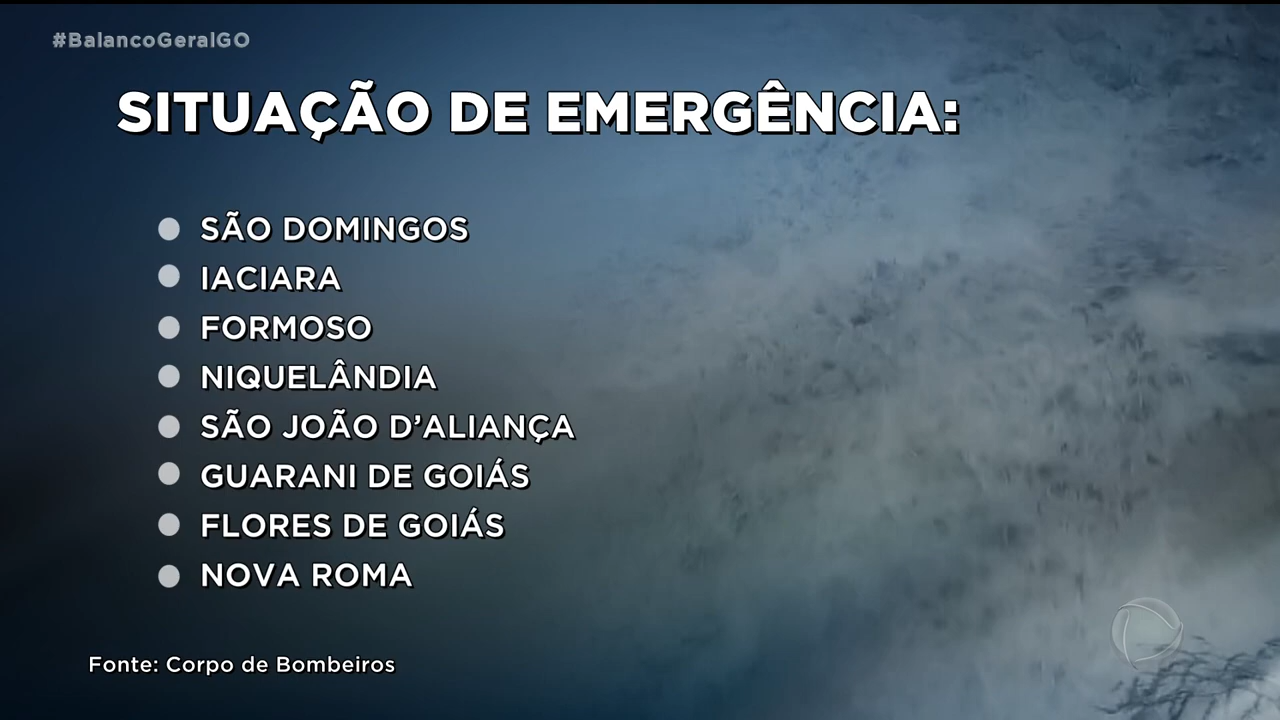 #BalancoGeralGO
SITUAÇÃO DE EMERGÊNCIA:
SÃO DOMINGOS
IACIARA
FORMOSO
NIQUELÂNDIA
SÃO JOÃO D’ALIANÇA
GUARANI DE GOIÁS
FLORES DE GOIÁS
NOVA ROMA
Fonte: Corpo de Bombeiros